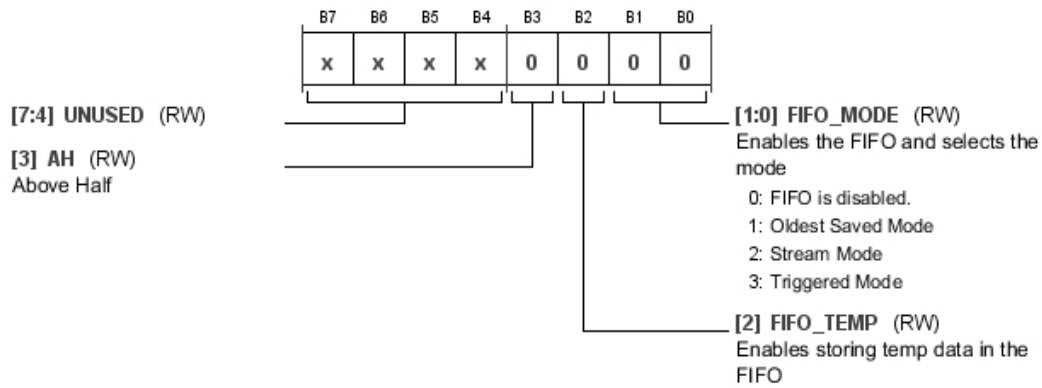 B7 B6 B5 B4 B3 B2 B1 B0
x x x x 0 0 0 0
[7:4] UNUSED (RW)
[3] AH (RW)
Above Half
[1:0] FIFO_MODE (RW)
Enables the FIFO and selects the
mode
0: FIFO is disabled.
1: Oldest Saved Mode
2: Stream Mode
3: Triggered Mode
[2] FIFO_TEMP (RW)
Enables storing temp data in the
FIFO